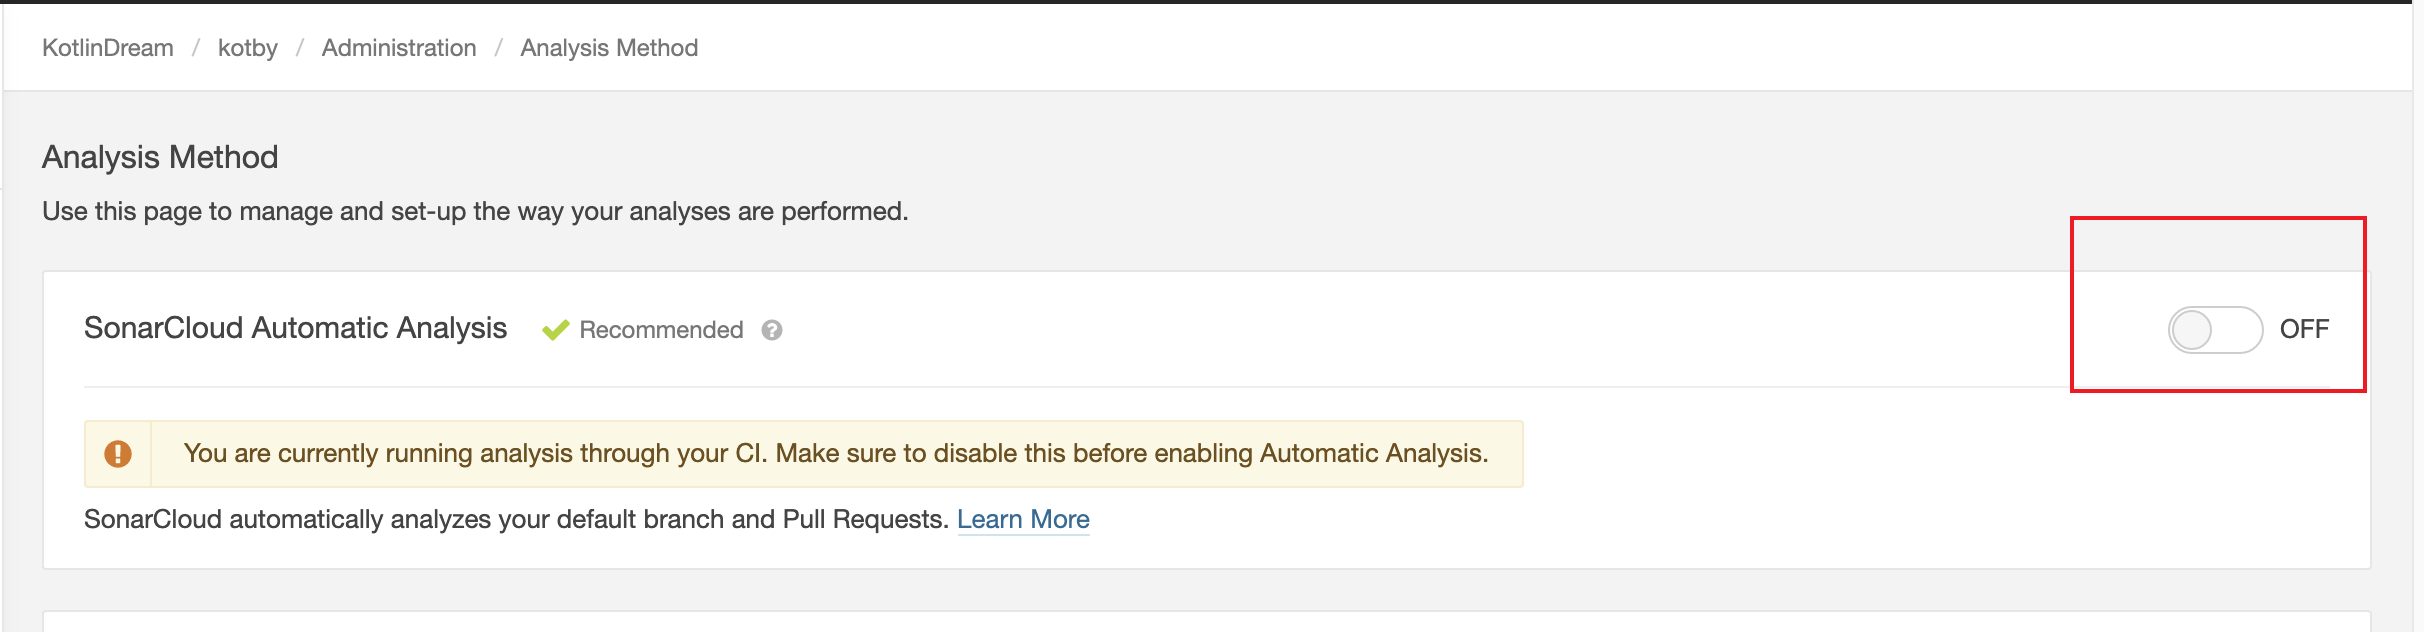 KotlinDream / kotby / Administration / Analysis Method
Analysis Method
Use this page to manage and set-up the way your analyses are performed.
SonarCloud Automatic Analysis Recommended ? OFF
! You are currently running analysis through your CI. Make sure to disable this before enabling Automatic Analysis.
SonarCloud automatically analyzes your default branch and Pull Requests. Learn More